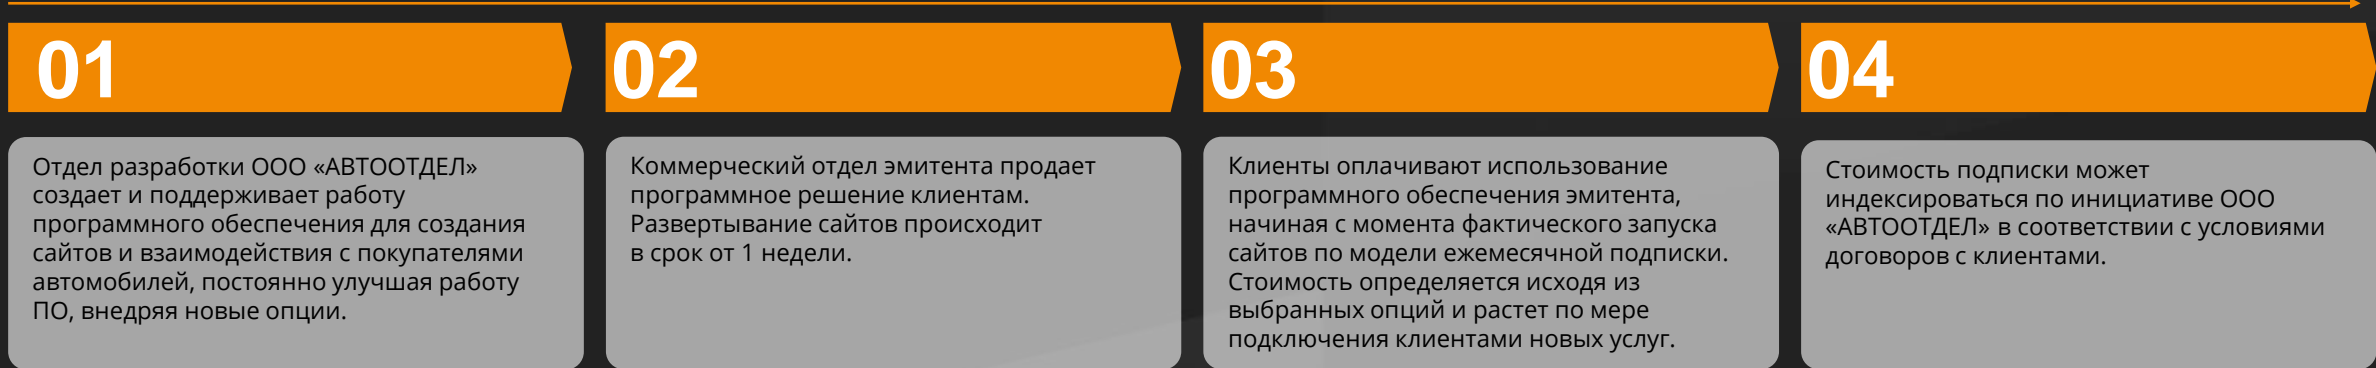 01
Отдел разработки ООО «АВТООТДЕЛ»
создает и поддерживает работу
программного обеспечения для создания
сайтов и взаимодействия с покупателями
автомобилей, постоянно улучшая работу
ПО, внедряя новые опции.
02
Коммерческий отдел эмитента продает
программное решение клиентам.
Развертывание сайтов происходит
в срок от 1 недели.
03
Клиенты оплачивают использование
программного обеспечения эмитента,
начиная с момента фактического запуска
сайтов по модели ежемесячной подписки.
Стоимость определяется исходя из
выбранных опций и растет по мере
подключения клиентами новых услуг.
04
Стоимость подписки может
индексироваться по инициативе ООО
«АВТООТДЕЛ» в соответствии с условиями
договоров с клиентами.